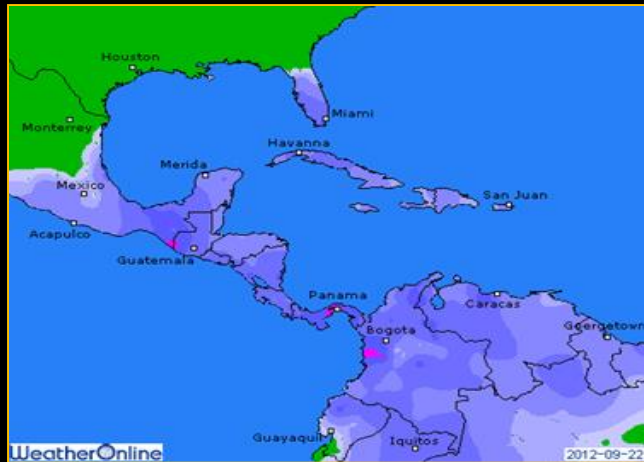 Houston
Miami
Monterrey
Havanna
Merida
Mexico
San Juan
Acapulco
Guatemala
Panama
Caracas
Georgetown
Bogota
Guayaquil
Iquitos
WeatherOnline
2012-09-22